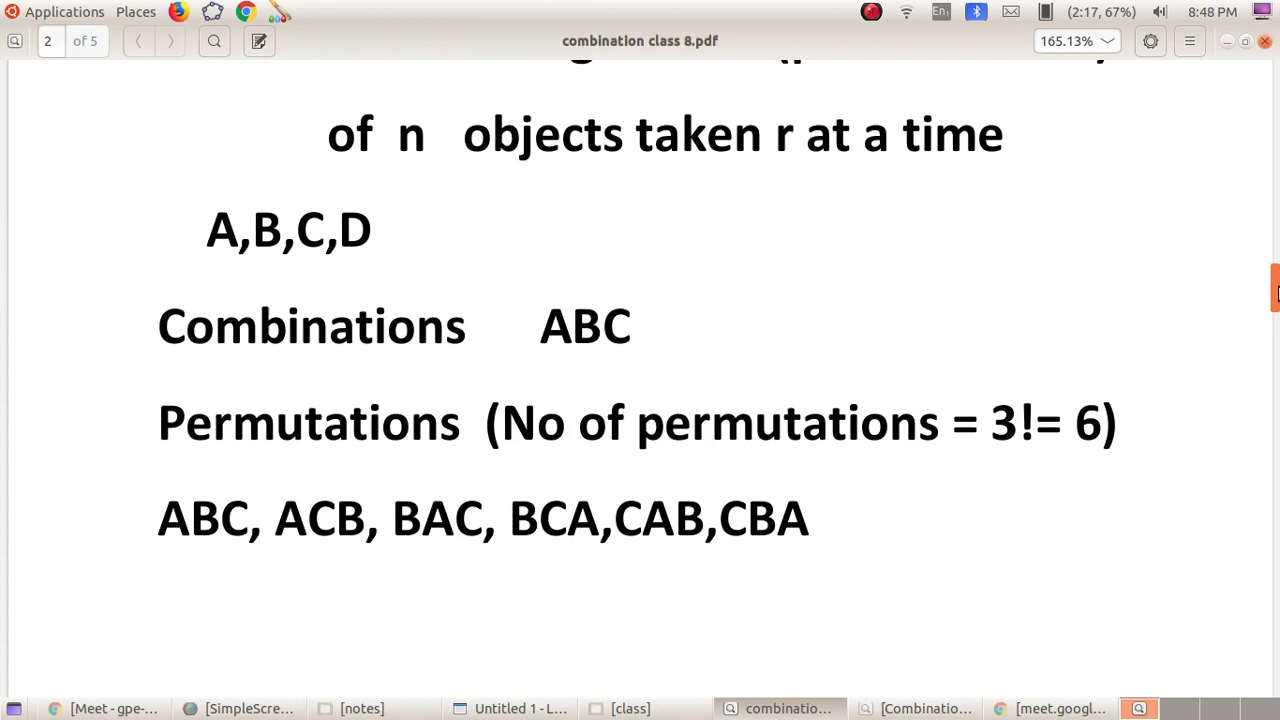 Applications Places En₁ (2:17, 67%) 8:48 PM
2 of 5 combination class 8.pdf 165.13%
of n objects taken r at a time
A,B,C,D
Combinations ABC
Permutations (No of permutations = 3!= 6)
ABC, ACB, BAC, BCA,CAB,CBA
[Meet - gpe-... [SimpleScre... [notes] Untitled 1 - L... [class] combinatio... [Combinatio... [meet.googl...